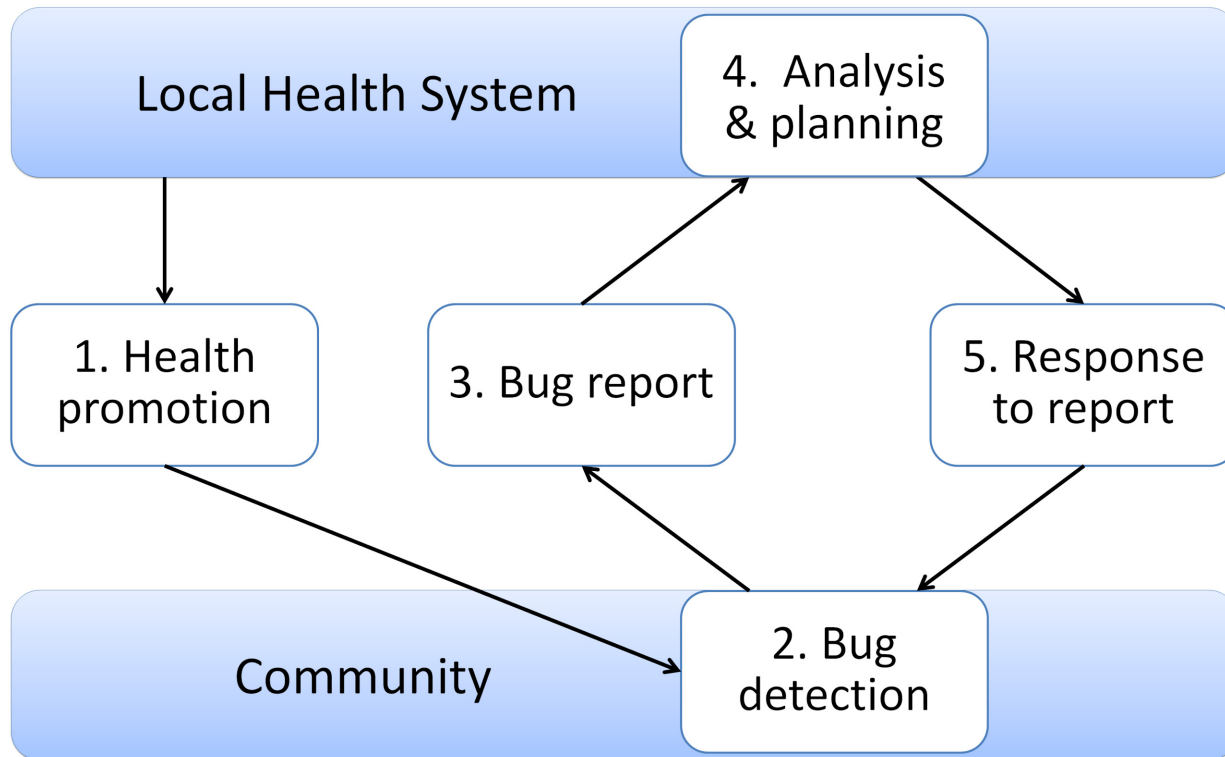 Local Health System
4. Analysis
& planning
1. Health
promotion
3. Bug report
5. Response
to report
Community
2. Bug
detection